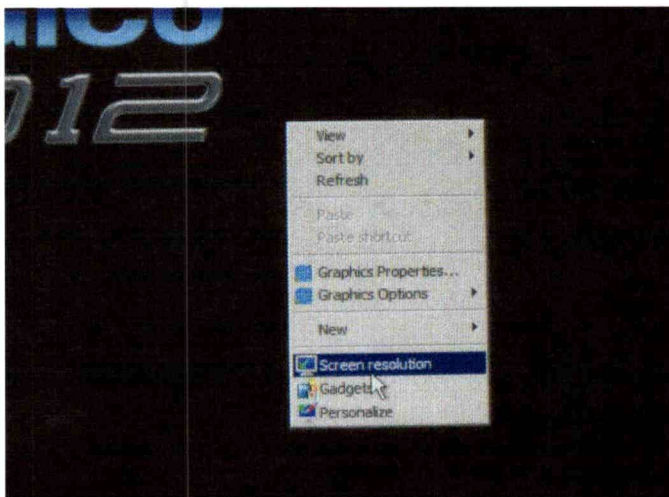 012
View
Sort by
Refresh
Paste
Paste shortcut
Graphics Properties...
Graphics Options
New
Screen resolution
Gadgets
Personalize